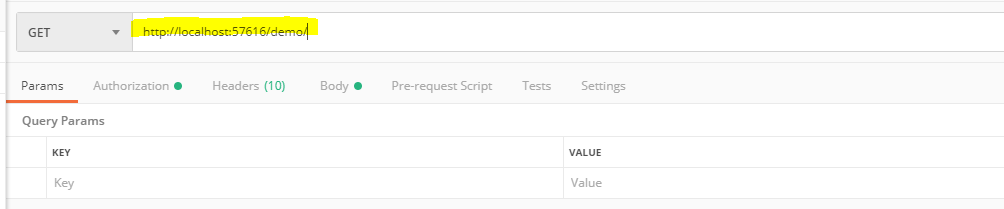 GET http://localhost:57616/demo/
Params Authorization Headers (10) Body Pre-request Script Tests Settings
Query Params
KEY VALUE
Key Value